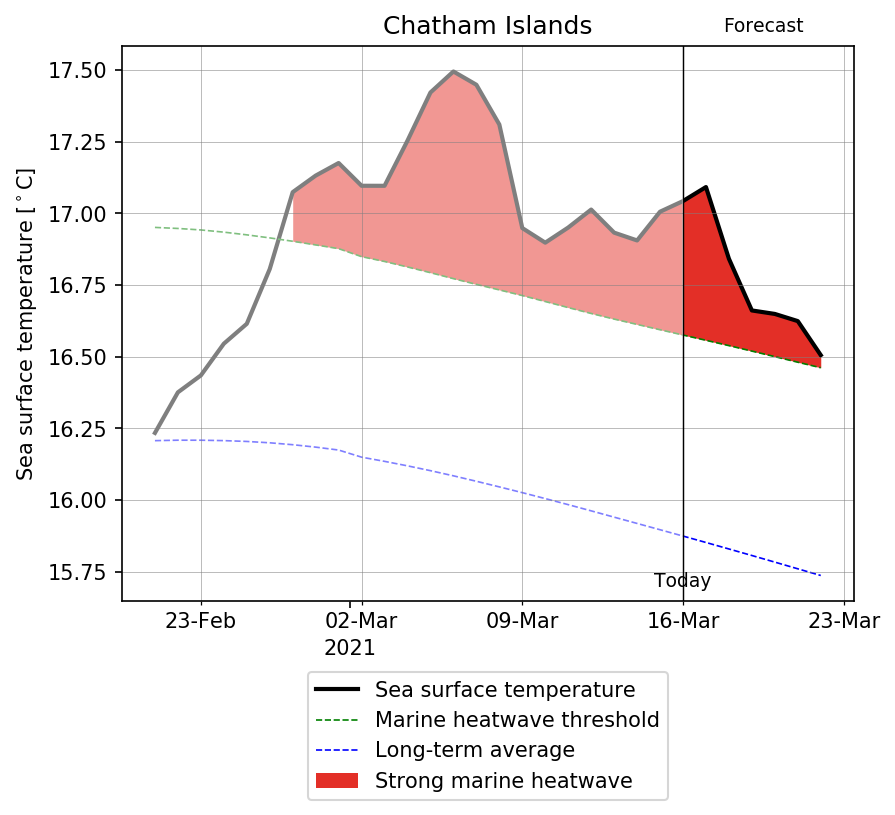 Chatham Islands
Forecast
Sea surface temperature [°C]
17.50
17.25
17.00
16.75
16.50
16.25
16.00
15.75
Today
23-Feb
02-Mar
09-Mar
16-Mar
23-Mar
2021
Sea surface temperature
Marine heatwave threshold
Long-term average
Strong marine heatwave